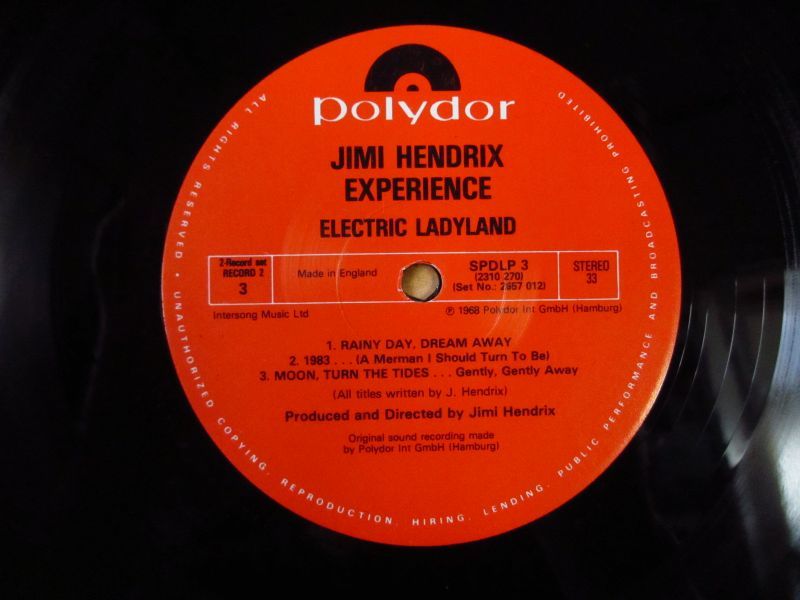 polydor
JIMI HENDRIX
EXPERIENCE
ELECTRIC LADYLAND
2-Record set
RECORD 2
3
Made in England
SPDLP 3
(2310 270)
(Set No.: 2657 012)
STEREO
33
Intersong Music Ltd
℗ 1968 Polydor Int GmbH (Hamburg)
1. RAINY DAY, DREAM AWAY
2. 1983 . . . (A Merman I Should Turn To Be)
3. MOON, TURN THE TIDES . . . Gently, Gently Away
(All titles written by J. Hendrix)
Produced and Directed by Jimi Hendrix
Original sound recording made
by Polydor Int GmbH (Hamburg)
ALL RIGHTS RESERVED • UNAUTHORIZED COPYING, REPRODUCTION, HIRING, LENDING, PUBLIC PERFORMANCE AND BROADCASTING PROHIBITED